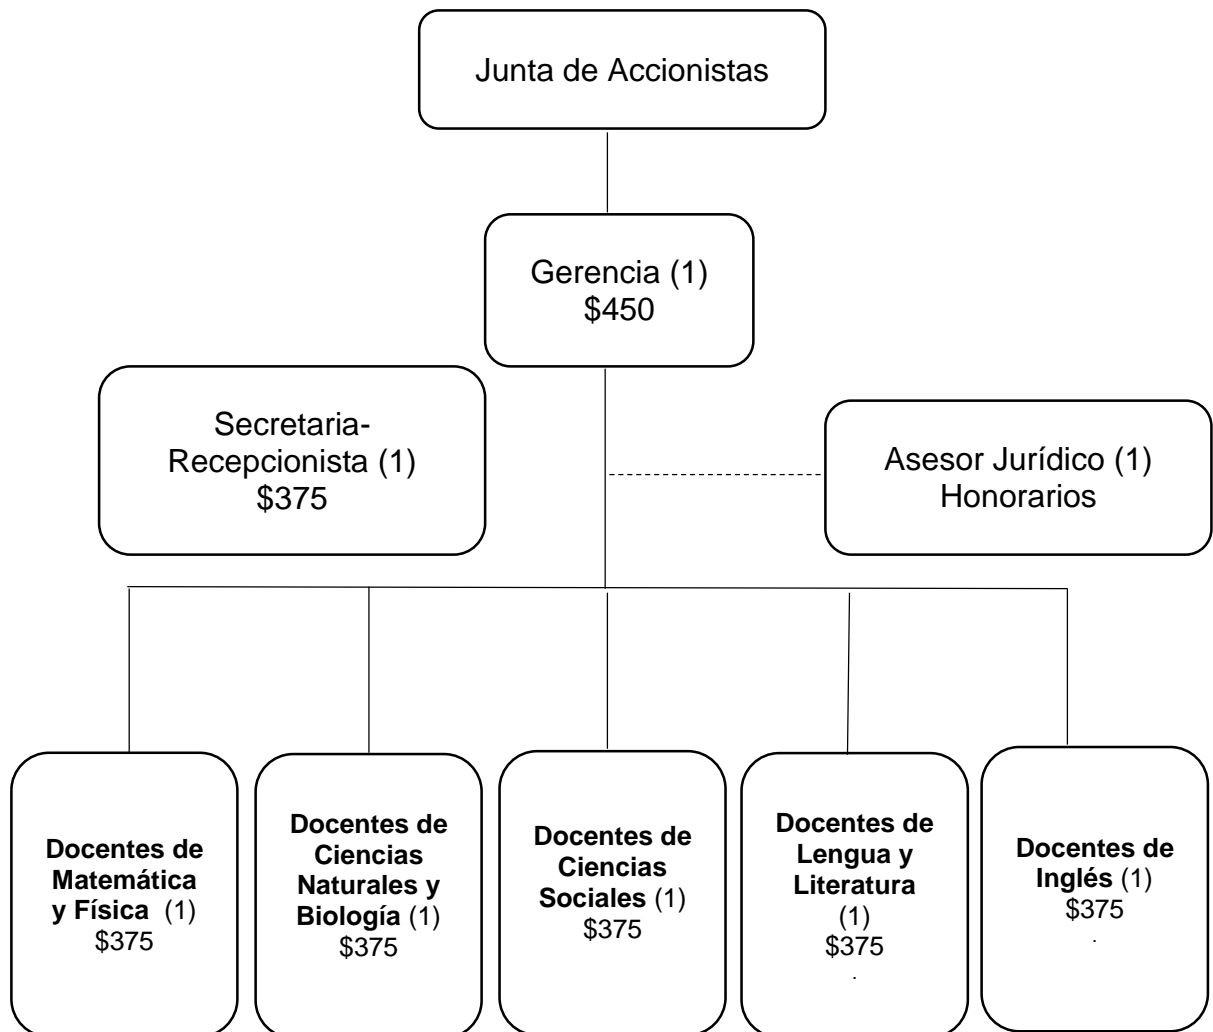 Junta de Accionistas
Gerencia (1)
$450
Secretaria-
Recepcionista (1)
$375
Asesor Jurídico (1)
Honorarios
Docentes de
Matemática
y Física (1)
$375
Docentes de
Ciencias
Naturales y
Biología (1)
$375
Docentes de
Ciencias
Sociales (1)
$375
Docentes de
Lengua y
Literatura
(1)
$375
.
Docentes de
Inglés (1)
$375
.